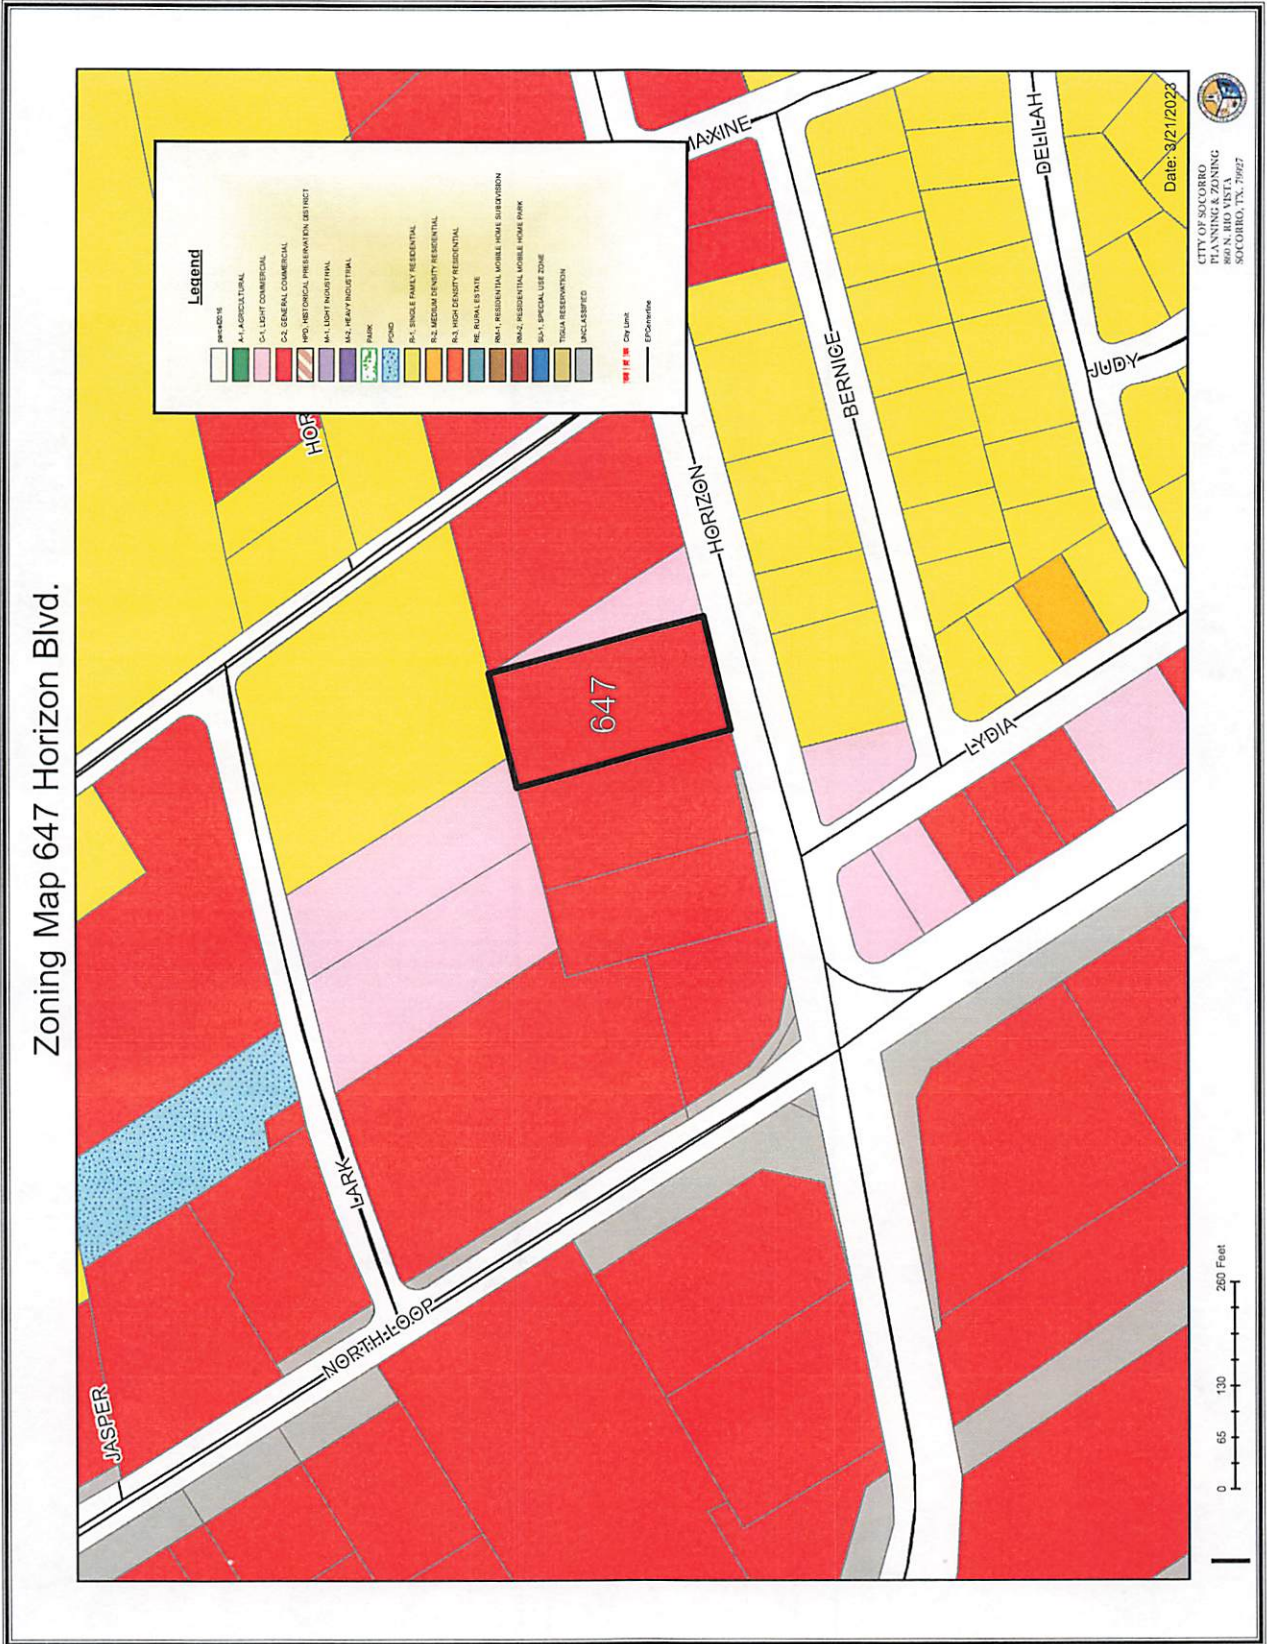 Zoning Map 647 Horizon Blvd.
Legend
parcel2016
A-1, AGRICULTURAL
C-1, LIGHT COMMERCIAL
C-2, GENERAL COMMERCIAL
HPD, HISTORICAL PRESERVATION DISTRICT
M-1, LIGHT INDUSTRIAL
M-2, HEAVY INDUSTRIAL
PARK
POND
R-1, SINGLE FAMILY RESIDENTIAL
R-2, MEDIUM DENSITY RESIDENTIAL
R-3, HIGH DENSITY RESIDENTIAL
RE, RURAL ESTATE
RM-1, RESIDENTIAL MOBILE HOME SUBDIVISION
RM-2, RESIDENTIAL MOBILE HOME PARK
SU-1, SPECIAL USE ZONE
TIGUA RESERVATION
UNCLASSIFIED
City Limit
EPCenterline
JASPER
HOR
NORTH LOOP
LARK
647
HORIZON
MAXINE
BERNICE
LYDIA
DELILAH
JUDY
Date: 3/21/2023
0 65 130 260 Feet
CITY OF SOCORRO
PLANNING & ZONING
860 N. RIO VISTA
SOCORRO, TX. 79927